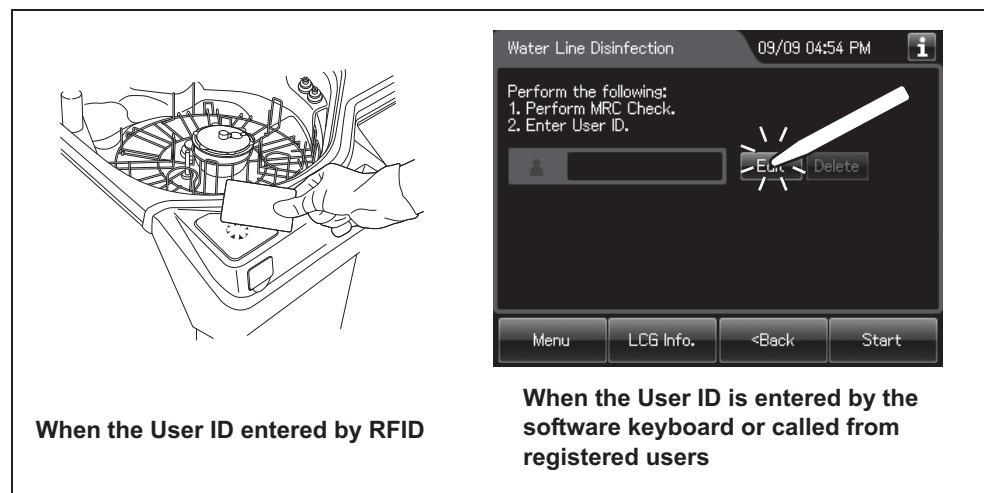 Water Line Disinfection 09/09 04:54 PM
Perform the following:
1. Perform MRC Check.
2. Enter User ID.
Edit Delete
Menu LCG Info. <Back Start
When the User ID entered by RFID
When the User ID is entered by the
software keyboard or called from
registered users